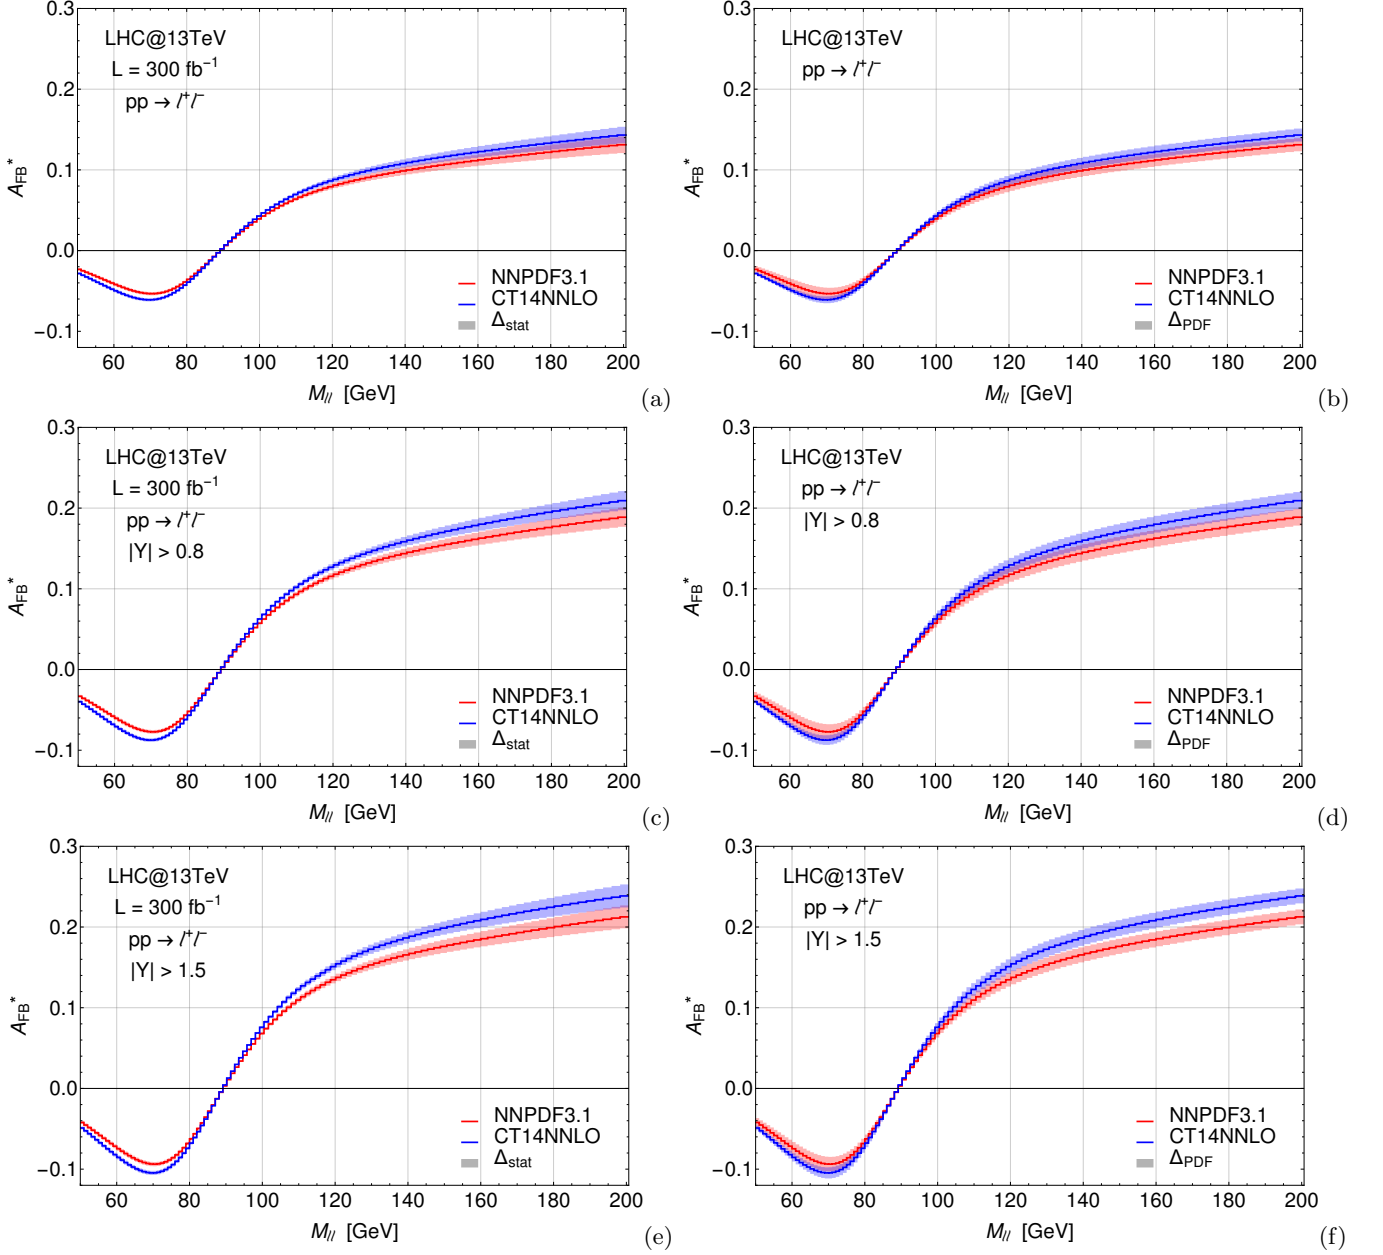 0.3
0.2
0.1
0.0
−0.1
A_FB*
LHC@13TeV
L = 300 fb⁻¹
pp → l⁺l⁻
NNPDF3.1
CT14NNLO
Δ_stat
60 80 100 120 140 160 180 200
M_ll [GeV]
(a)
0.3
0.2
0.1
0.0
−0.1
A_FB*
LHC@13TeV
pp → l⁺l⁻
NNPDF3.1
CT14NNLO
Δ_PDF
60 80 100 120 140 160 180 200
M_ll [GeV]
(b)
0.3
0.2
0.1
0.0
−0.1
A_FB*
LHC@13TeV
L = 300 fb⁻¹
pp → l⁺l⁻
|Y| > 0.8
NNPDF3.1
CT14NNLO
Δ_stat
60 80 100 120 140 160 180 200
M_ll [GeV]
(c)
0.3
0.2
0.1
0.0
−0.1
A_FB*
LHC@13TeV
pp → l⁺l⁻
|Y| > 0.8
NNPDF3.1
CT14NNLO
Δ_PDF
60 80 100 120 140 160 180 200
M_ll [GeV]
(d)
0.3
0.2
0.1
0.0
−0.1
A_FB*
LHC@13TeV
L = 300 fb⁻¹
pp → l⁺l⁻
|Y| > 1.5
NNPDF3.1
CT14NNLO
Δ_stat
60 80 100 120 140 160 180 200
M_ll [GeV]
(e)
0.3
0.2
0.1
0.0
−0.1
A_FB*
LHC@13TeV
pp → l⁺l⁻
|Y| > 1.5
NNPDF3.1
CT14NNLO
Δ_PDF
60 80 100 120 140 160 180 200
M_ll [GeV]
(f)